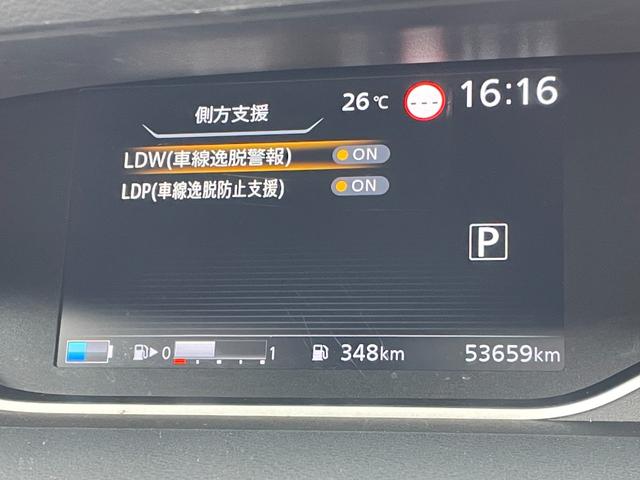 側方支援 26℃ --- 16:16
LDW(車線逸脱警報) ON
LDP(車線逸脱防止支援) ON
P
0 1 348km 53659km